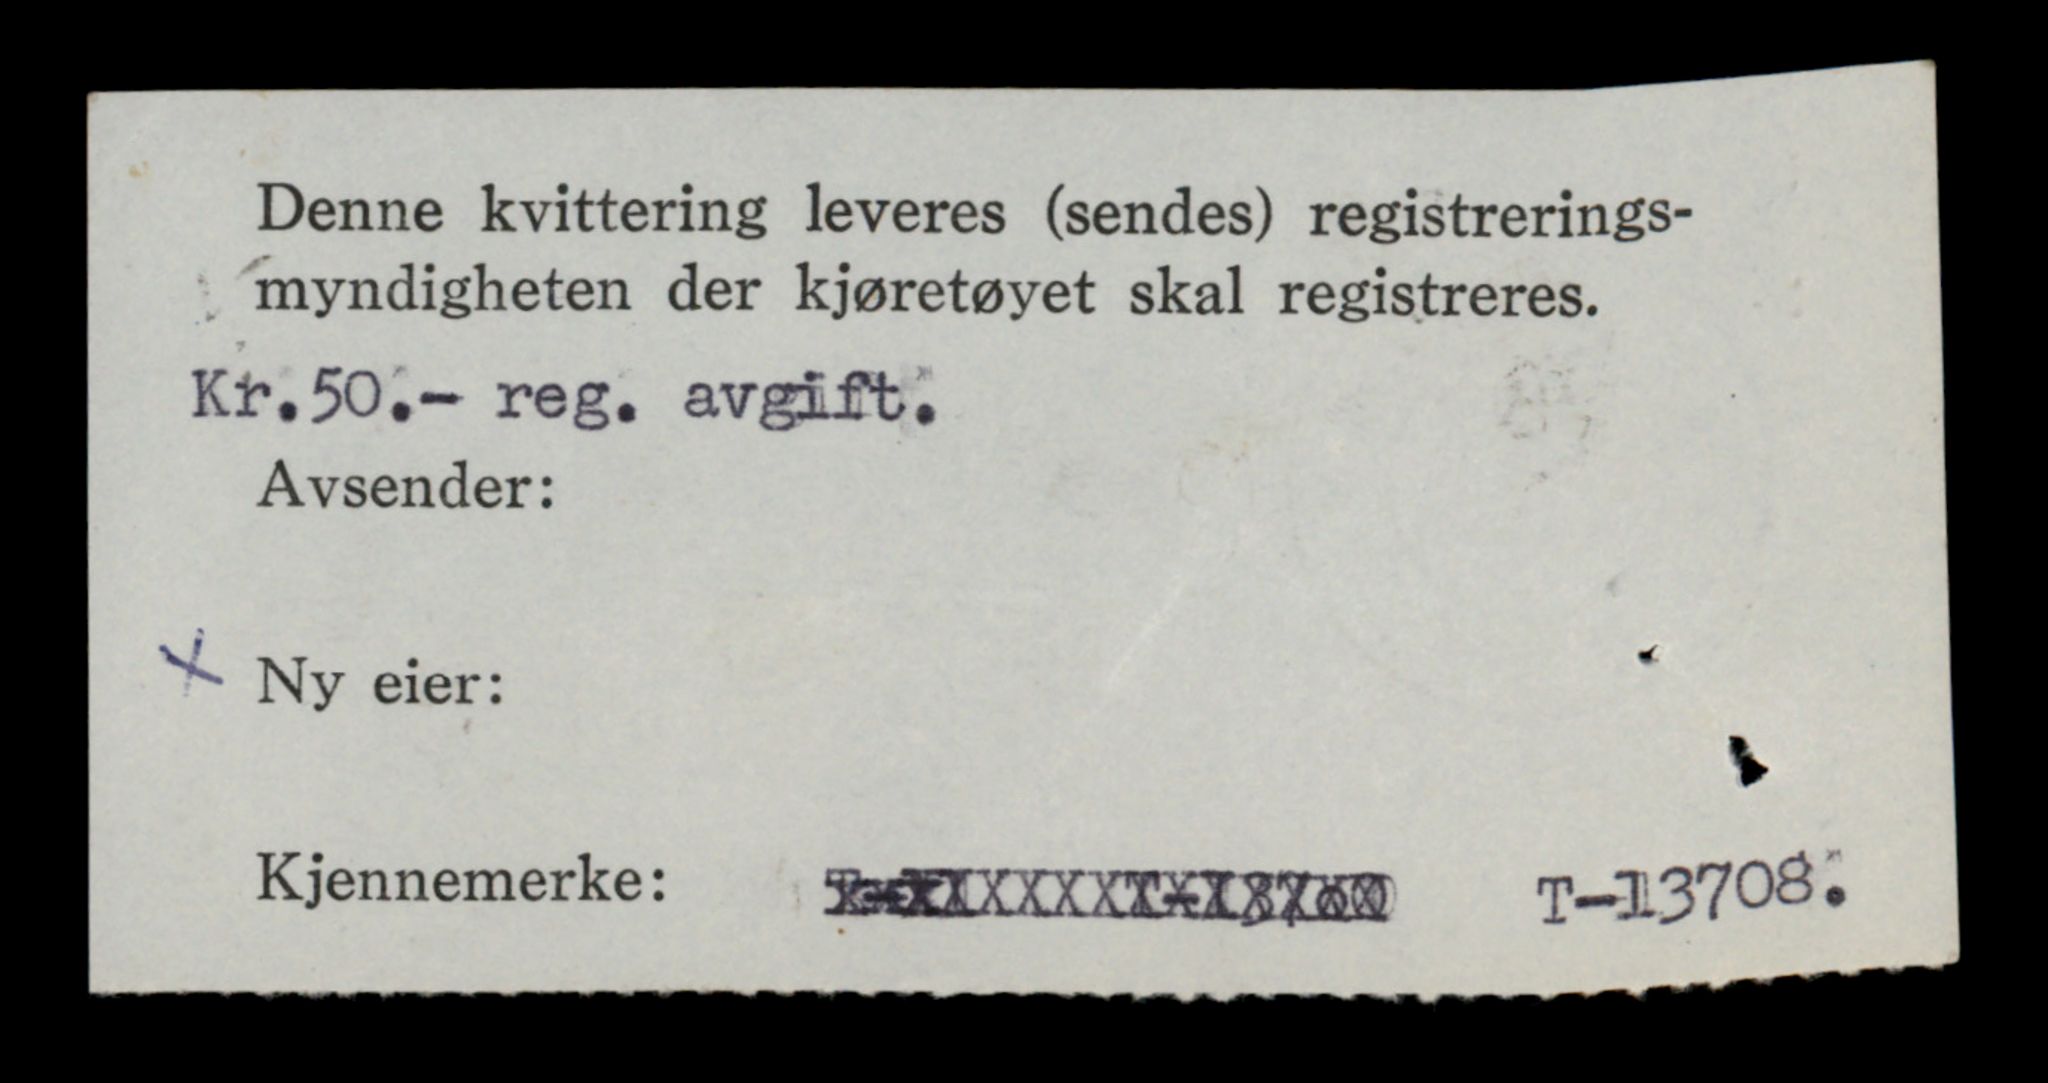 Denne kvittering leveres (sendes) registrerings-
myndigheten der kjøretøyet skal registreres.
Kr.50.- reg. avgift.
Avsender:
x Ny eier:
Kjennemerke: T-13708.